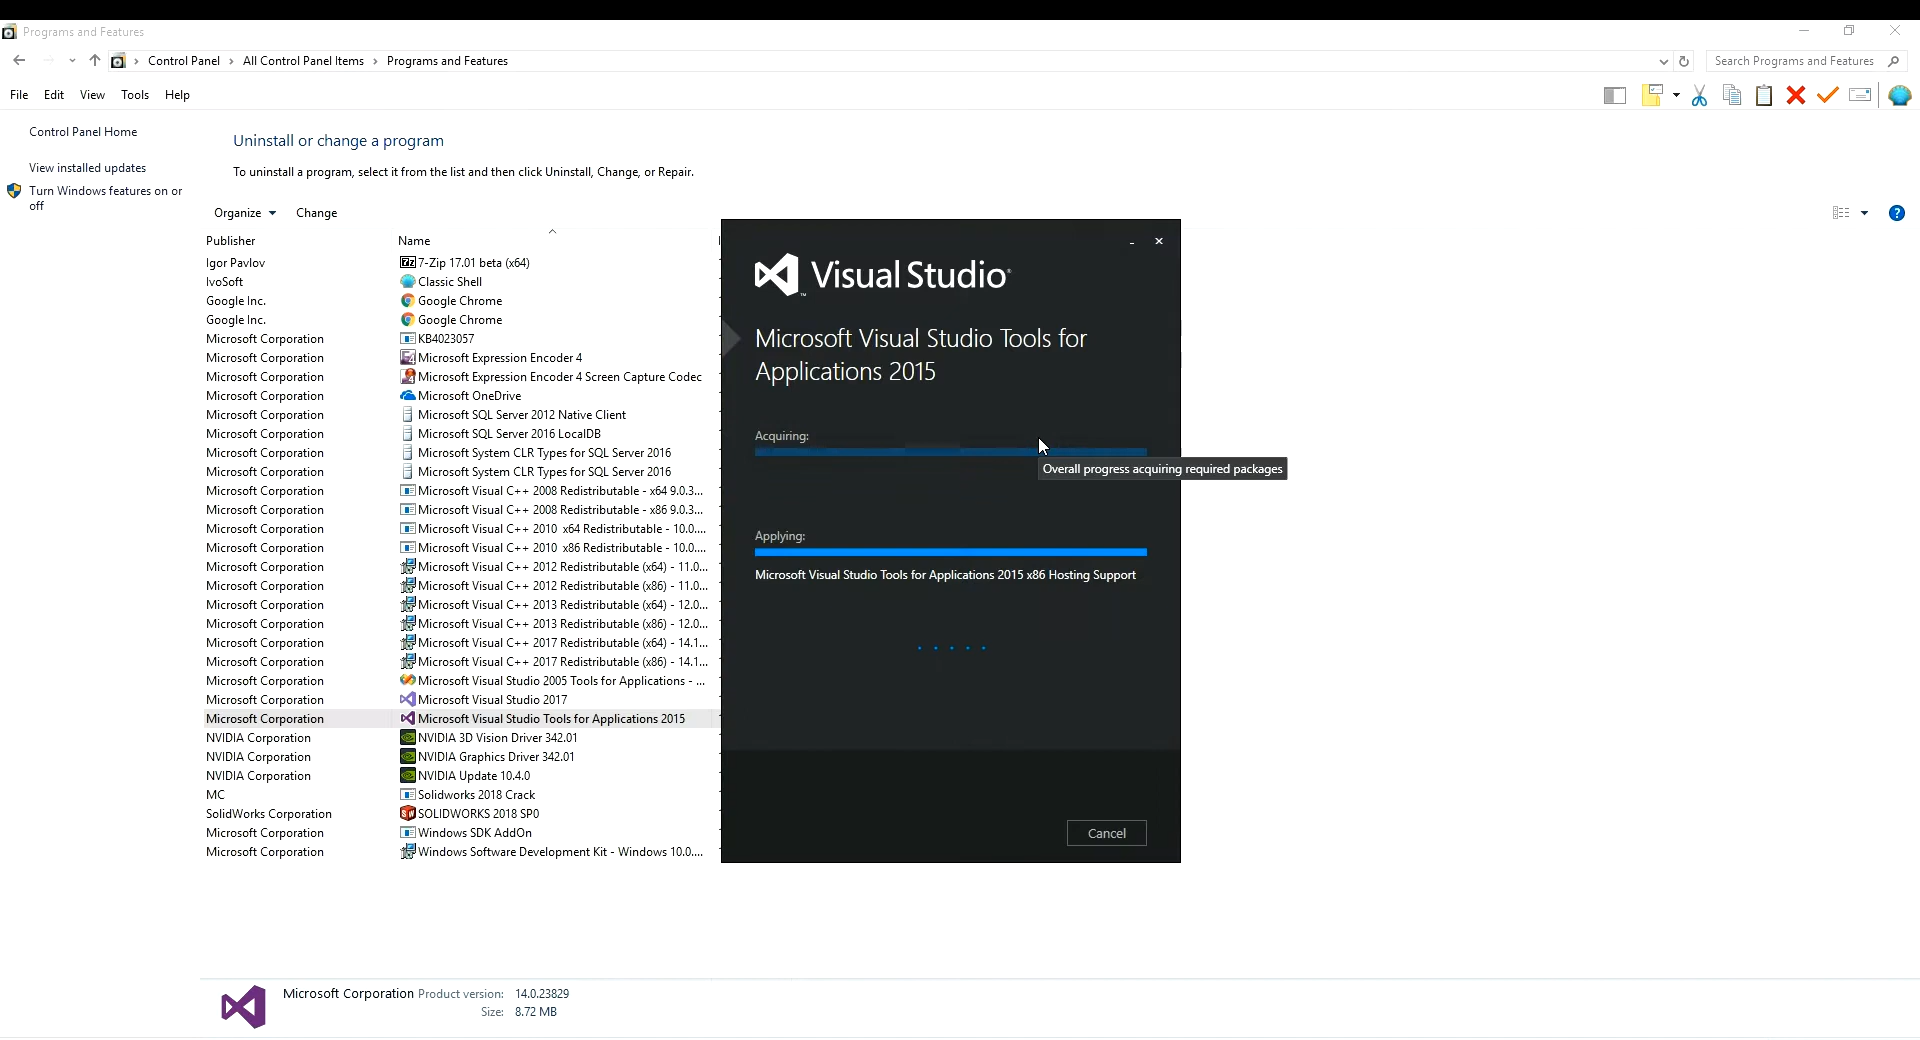 Programs and Features
Control Panel › All Control Panel Items › Programs and Features
Search Programs and Features
File Edit View Tools Help
Control Panel Home
View installed updates
Turn Windows features on or
off
Uninstall or change a program
To uninstall a program, select it from the list and then click Uninstall, Change, or Repair.
Organize Change
Publisher Name
Igor Pavlov 7-Zip 17.01 beta (x64)
IvoSoft Classic Shell
Google Inc. Google Chrome
Google Inc. Google Chrome
Microsoft Corporation KB4023057
Microsoft Corporation Microsoft Expression Encoder 4
Microsoft Corporation Microsoft Expression Encoder 4 Screen Capture Codec
Microsoft Corporation Microsoft OneDrive
Microsoft Corporation Microsoft SQL Server 2012 Native Client
Microsoft Corporation Microsoft SQL Server 2016 LocalDB
Microsoft Corporation Microsoft System CLR Types for SQL Server 2016
Microsoft Corporation Microsoft System CLR Types for SQL Server 2016
Microsoft Corporation Microsoft Visual C++ 2008 Redistributable - x64 9.0.3...
Microsoft Corporation Microsoft Visual C++ 2008 Redistributable - x86 9.0.3...
Microsoft Corporation Microsoft Visual C++ 2010 x64 Redistributable - 10.0....
Microsoft Corporation Microsoft Visual C++ 2010 x86 Redistributable - 10.0....
Microsoft Corporation Microsoft Visual C++ 2012 Redistributable (x64) - 11.0...
Microsoft Corporation Microsoft Visual C++ 2012 Redistributable (x86) - 11.0...
Microsoft Corporation Microsoft Visual C++ 2013 Redistributable (x64) - 12.0...
Microsoft Corporation Microsoft Visual C++ 2013 Redistributable (x86) - 12.0...
Microsoft Corporation Microsoft Visual C++ 2017 Redistributable (x64) - 14.1...
Microsoft Corporation Microsoft Visual C++ 2017 Redistributable (x86) - 14.1...
Microsoft Corporation Microsoft Visual Studio 2005 Tools for Applications - ...
Microsoft Corporation Microsoft Visual Studio 2017
Microsoft Corporation Microsoft Visual Studio Tools for Applications 2015
NVIDIA Corporation NVIDIA 3D Vision Driver 342.01
NVIDIA Corporation NVIDIA Graphics Driver 342.01
NVIDIA Corporation NVIDIA Update 10.4.0
MC Solidworks 2018 Crack
SolidWorks Corporation SOLIDWORKS 2018 SP0
Microsoft Corporation Windows SDK AddOn
Microsoft Corporation Windows Software Development Kit - Windows 10.0....
Visual Studio
Microsoft Visual Studio Tools for
Applications 2015
Acquiring:
Overall progress acquiring required packages
Applying:
Microsoft Visual Studio Tools for Applications 2015 x86 Hosting Support
Cancel
Microsoft Corporation Product version: 14.0.23829
Size: 8.72 MB